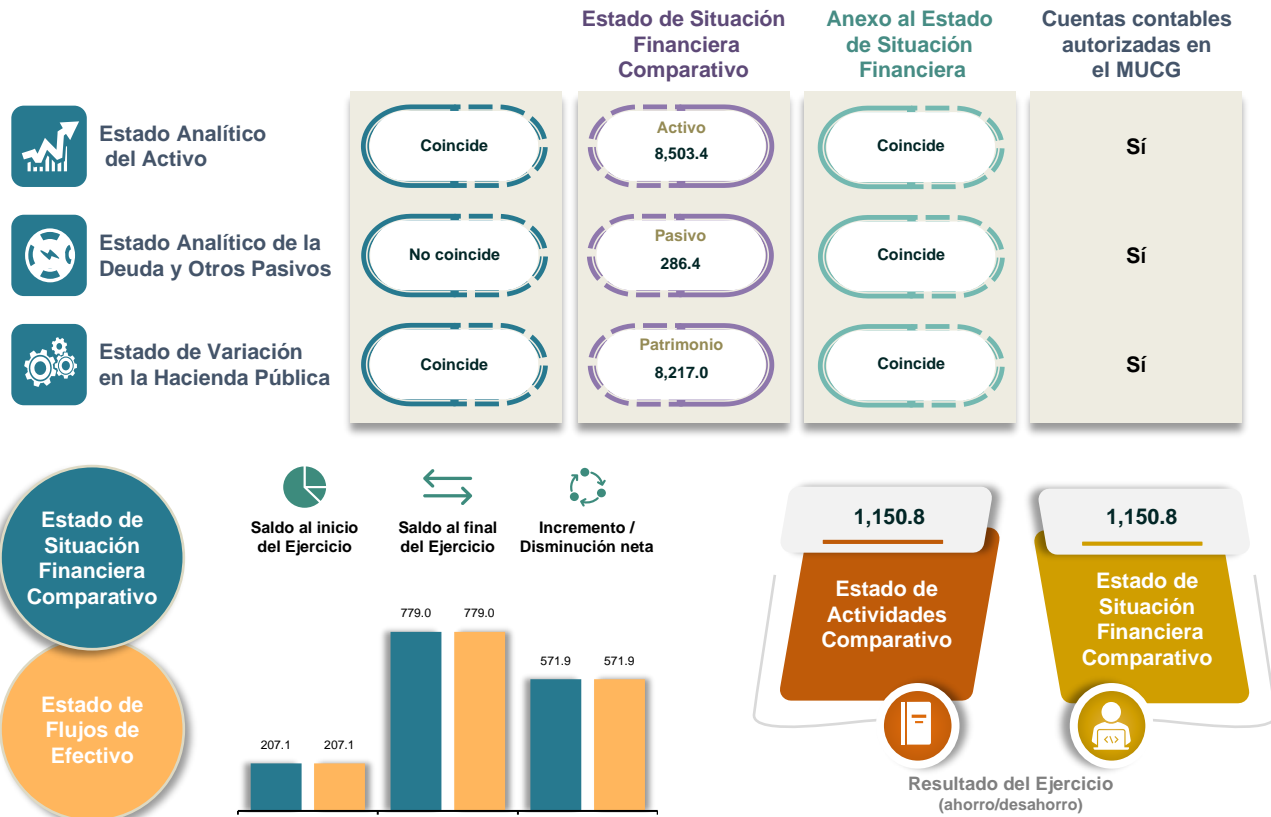 Estado de Situación
Financiera
Comparativo
Anexo al Estado
de Situación
Financiera
Cuentas contables
autorizadas en
el MUCG
Estado Analítico
del Activo
Coincide
Activo
8,503.4
Coincide
Sí
Estado Analítico de la
Deuda y Otros Pasivos
No coincide
Pasivo
286.4
Coincide
Sí
Estado de Variación
en la Hacienda Pública
Coincide
Patrimonio
8,217.0
Coincide
Sí
Estado de
Situación
Financiera
Comparativo
Estado de
Flujos de
Efectivo
Saldo al inicio
del Ejercicio
Saldo al final
del Ejercicio
Incremento /
Disminución neta
207.1
207.1
779.0
779.0
571.9
571.9
1,150.8
Estado de
Actividades
Comparativo
1,150.8
Estado de
Situación
Financiera
Comparativo
Resultado del Ejercicio
(ahorro/desahorro)